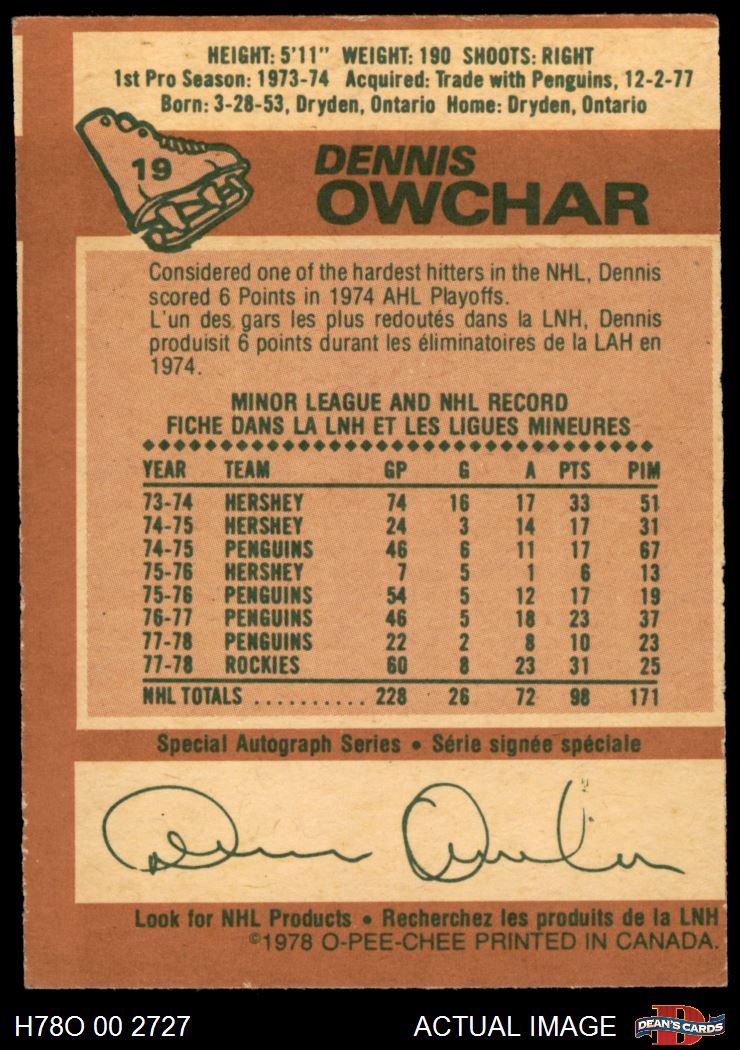 HEIGHT: 5'11" WEIGHT: 190 SHOOTS: RIGHT
1st Pro Season: 1973-74 Acquired: Trade with Penguins, 12-2-77
Born: 3-28-53, Dryden, Ontario Home: Dryden, Ontario
19
DENNIS
OWCHAR
Considered one of the hardest hitters in the NHL, Dennis
scored 6 Points in 1974 AHL Playoffs.
L'un des gars les plus redoutés dans la LNH, Dennis
produisit 6 points durant les éliminatoires de la LAH en
1974.
MINOR LEAGUE AND NHL RECORD
FICHE DANS LA LNH ET LES LIGUES MINEURES
YEAR TEAM GP G A PTS PIM
73-74 HERSHEY 74 16 17 33 51
74-75 HERSHEY 24 3 14 17 31
74-75 PENGUINS 46 6 11 17 67
75-76 HERSHEY 7 5 1 6 13
75-76 PENGUINS 54 5 12 17 19
76-77 PENGUINS 46 5 18 23 37
77-78 PENGUINS 22 2 8 10 23
77-78 ROCKIES 60 8 23 31 25
NHL TOTALS .......... 228 26 72 98 171
Special Autograph Series • Série signée spéciale
Look for NHL Products • Recherchez les produits de la LNH
©1978 O-PEE-CHEE PRINTED IN CANADA.
H78O 00 2727
ACTUAL IMAGE
D
DEAN'S CARDS